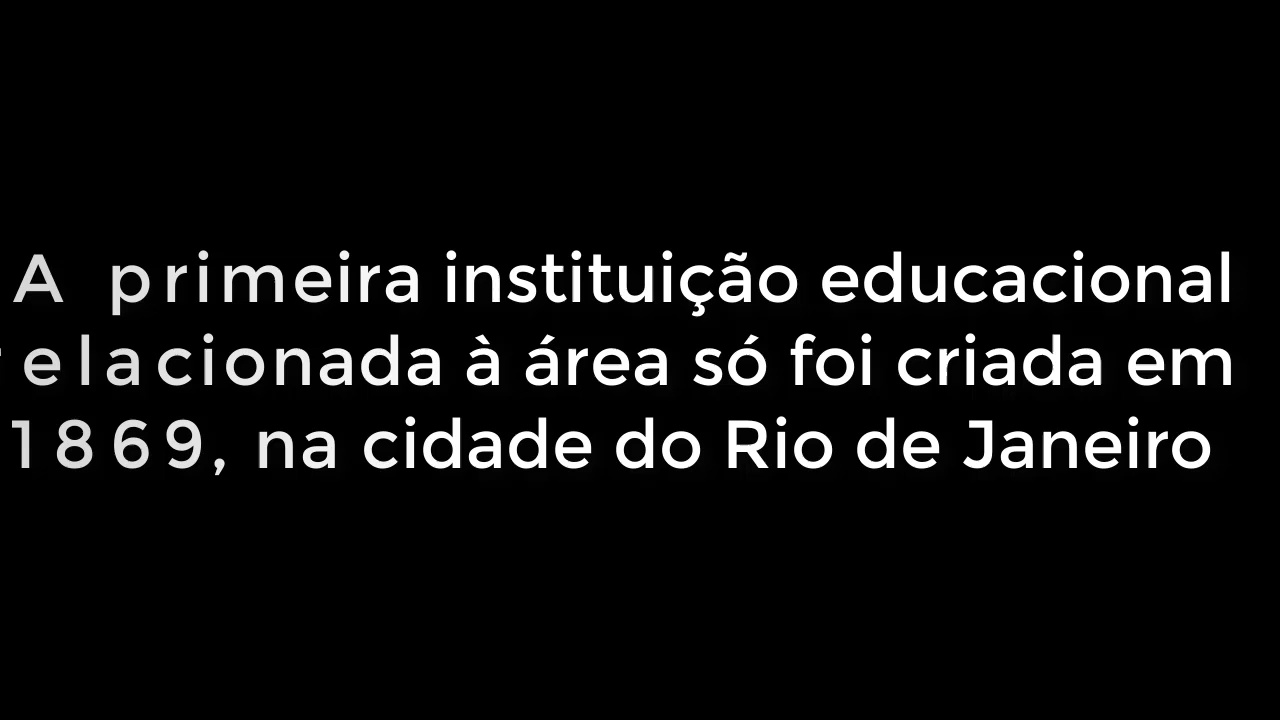 A primeira instituição educacional
relacionada à área só foi criada em
1869, na cidade do Rio de Janeiro